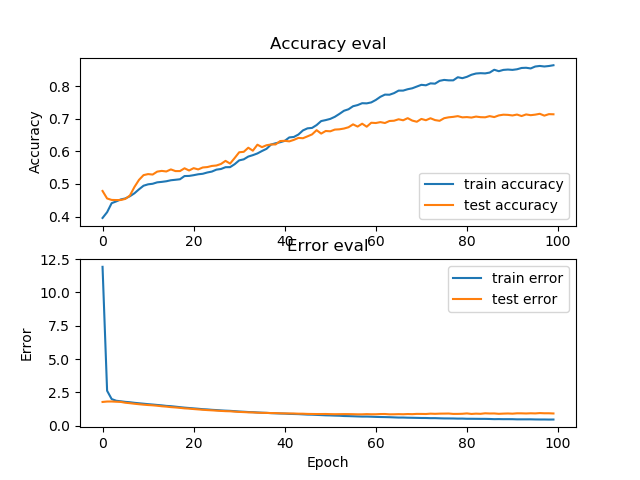 Accuracy eval
Accuracy
0.8
0.7
0.6
0.5
0.4
train accuracy
test accuracy
0 20 40 60 80 100
Error eval
Error
12.5
10.0
7.5
5.0
2.5
0.0
train error
test error
0 20 40 60 80 100
Epoch